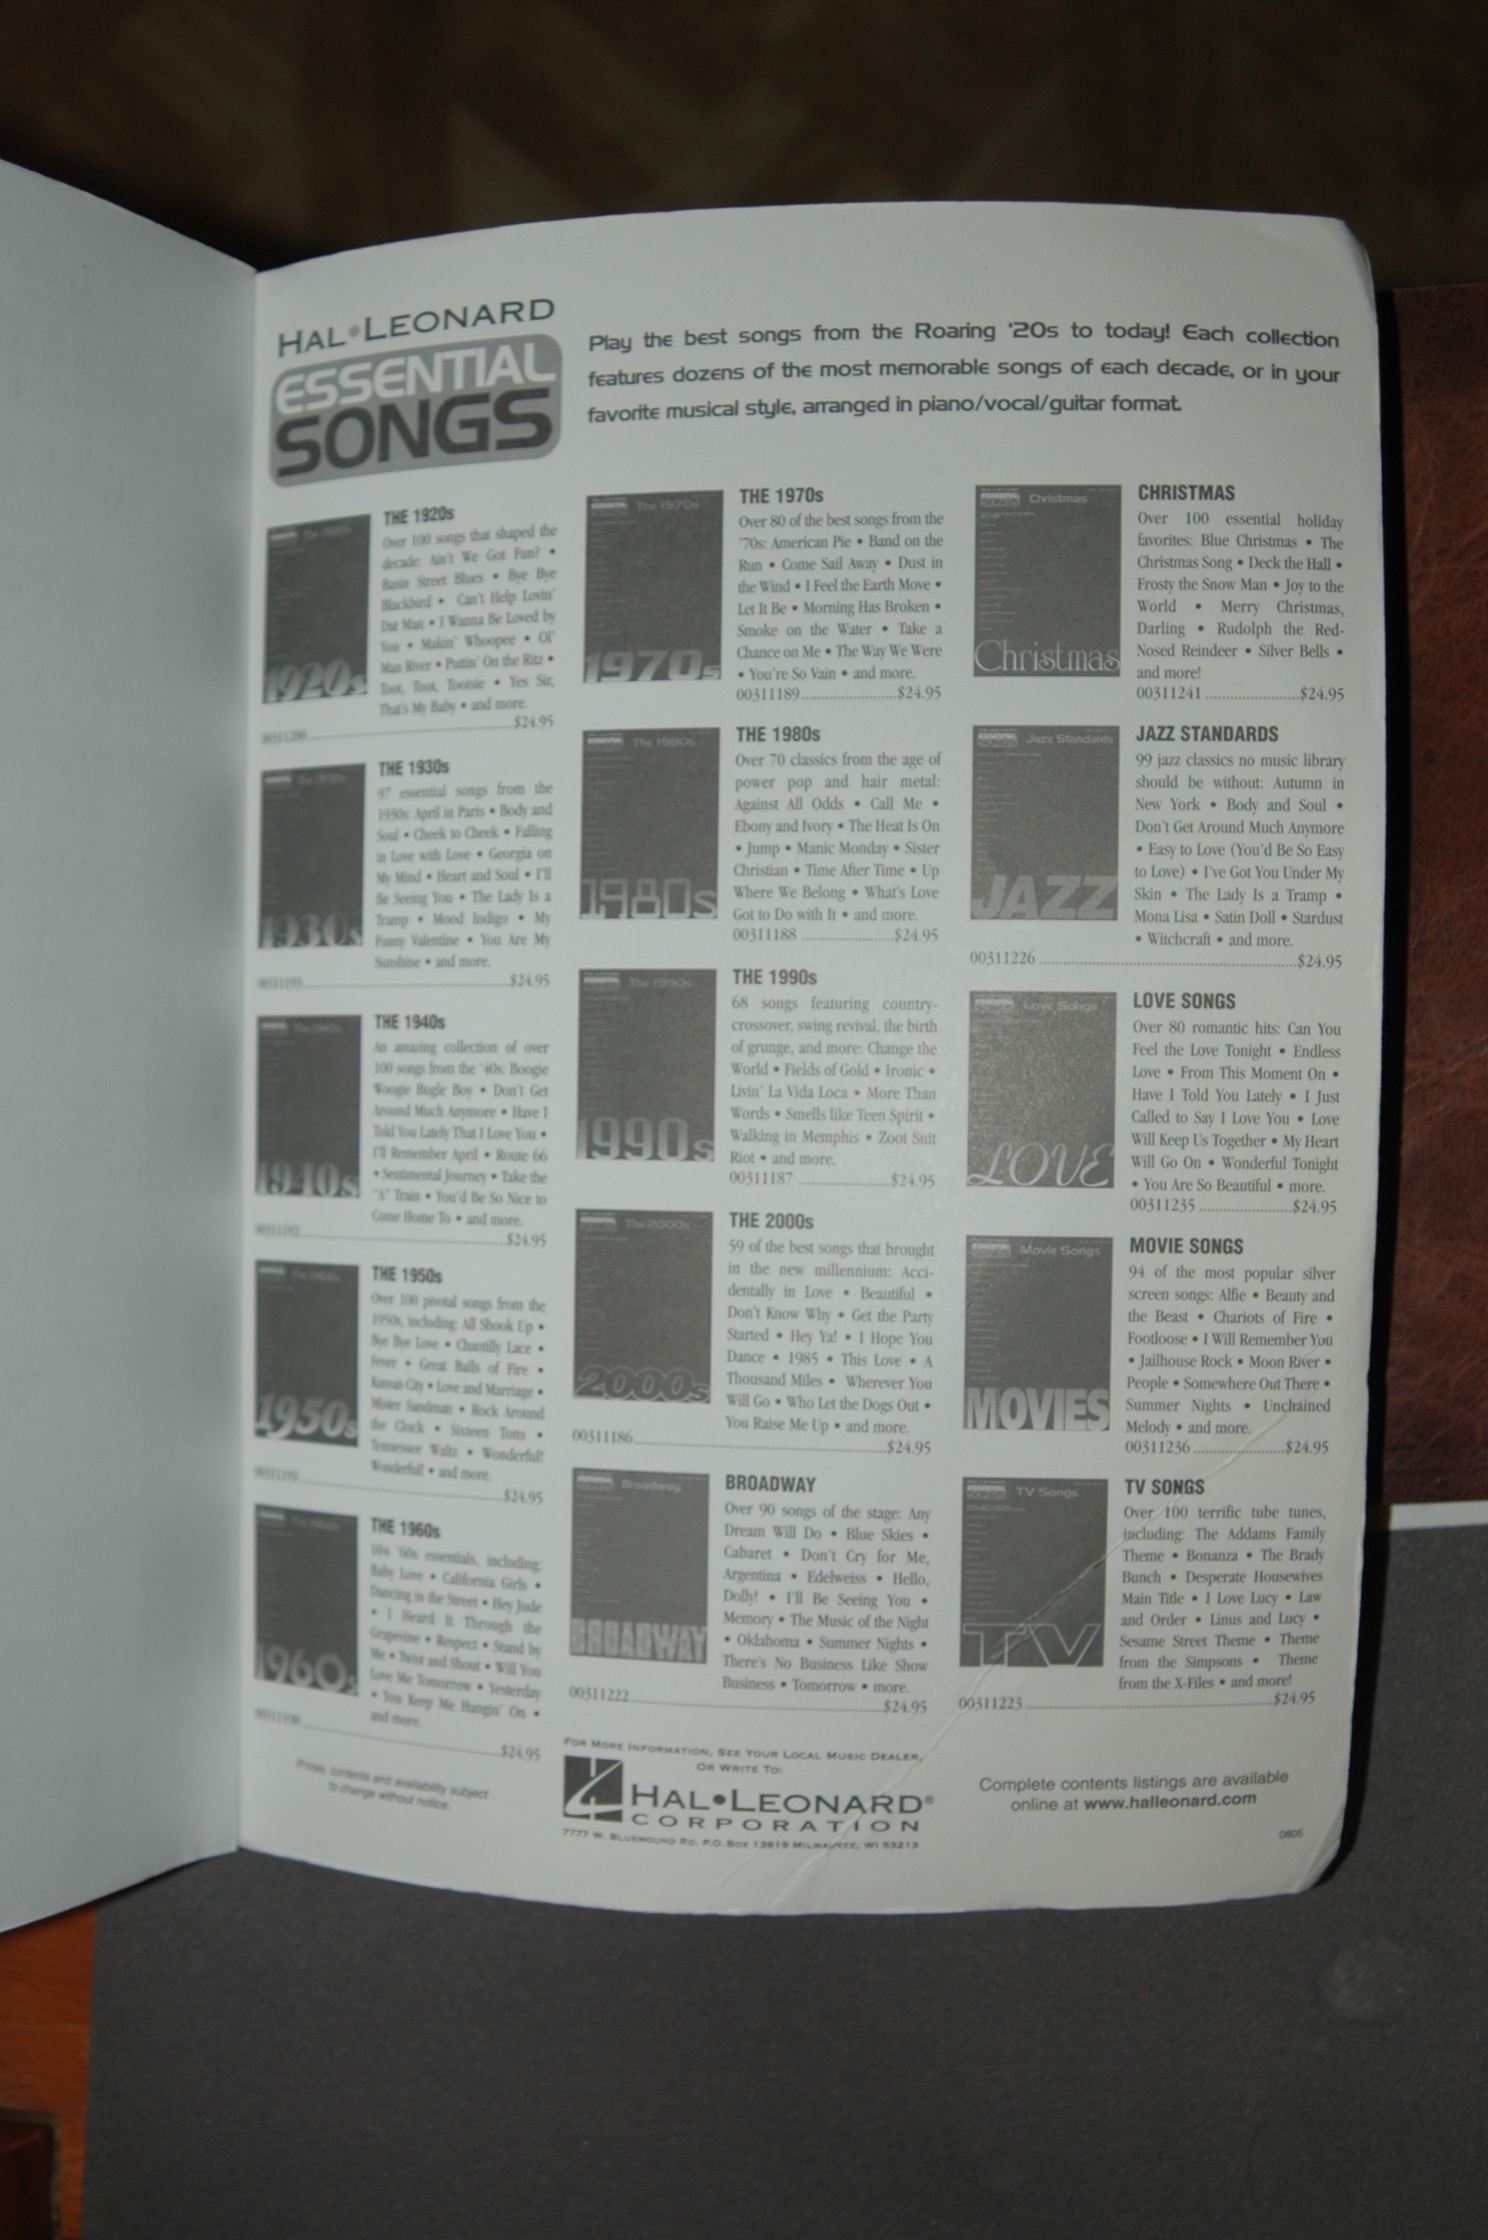 HAL•LEONARD
ESSENTIAL
SONGS
Play the best songs from the Roaring '20s to today! Each collection
features dozens of the most memorable songs of each decade, or in your
favorite musical style, arranged in piano/vocal/guitar format.
1920s
THE 1920s
Over 100 songs that shaped the
decade: Ain't We Got Fun? •
Basin Street Blues • Bye Bye
Blackbird • Can't Help Lovin'
Dat Man • I Wanna Be Loved by
You • Makin' Whoopee • Ol'
Man River • Puttin' On the Ritz •
Toot, Toot, Tootsie • Yes Sir,
That's My Baby • and more.
00311200 ..... $24.95
1930s
THE 1930s
97 essential songs from the
1930s: April in Paris • Body and
Soul • Cheek to Cheek • Falling
in Love with Love • Georgia on
My Mind • Heart and Soul • I'll
Be Seeing You • The Lady Is a
Tramp • Mood Indigo • My
Funny Valentine • You Are My
Sunshine • and more.
00311193 ..... $24.95
1940s
THE 1940s
An amazing collection of over
100 songs from the '40s: Boogie
Woogie Bugle Boy • Don't Get
Around Much Anymore • Have I
Told You Lately That I Love You •
I'll Remember April • Route 66
• Sentimental Journey • Take the
"A" Train • You'd Be So Nice to
Come Home To • and more.
00311192 ..... $24.95
1950s
THE 1950s
Over 100 pivotal songs from the
1950s, including: All Shook Up •
Bye Bye Love • Chantilly Lace •
Fever • Great Balls of Fire •
Kansas City • Love and Marriage •
Mister Sandman • Rock Around
the Clock • Sixteen Tons •
Tennessee Waltz • Wonderful!
Wonderful! • and more.
00311191 ..... $24.95
1960s
THE 1960s
104 '60s essentials, including:
Baby Love • California Girls •
Dancing in the Street • Hey Jude
• I Heard It Through the
Grapevine • Respect • Stand by
Me • Twist and Shout • Will You
Love Me Tomorrow • Yesterday
• You Keep Me Hangin' On •
and more.
00311190 ..... $24.95
Prices, contents and availability subject
to change without notice.
The 1970s
1970s
THE 1970s
Over 80 of the best songs from the
'70s: American Pie • Band on the
Run • Come Sail Away • Dust in
the Wind • I Feel the Earth Move •
Let It Be • Morning Has Broken •
Smoke on the Water • Take a
Chance on Me • The Way We Were
• You're So Vain • and more.
00311189 ..... $24.95
The 1980s
1980s
THE 1980s
Over 70 classics from the age of
power pop and hair metal:
Against All Odds • Call Me •
Ebony and Ivory • The Heat Is On
• Jump • Manic Monday • Sister
Christian • Time After Time • Up
Where We Belong • What's Love
Got to Do with It • and more.
00311188 ..... $24.95
The 1990s
1990s
THE 1990s
68 songs featuring country-
crossover, swing revival, the birth
of grunge, and more: Change the
World • Fields of Gold • Ironic •
Livin' La Vida Loca • More Than
Words • Smells like Teen Spirit •
Walking in Memphis • Zoot Suit
Riot • and more.
00311187 ..... $24.95
The 2000s
2000s
THE 2000s
59 of the best songs that brought
in the new millennium: Acci-
dentally in Love • Beautiful •
Don't Know Why • Get the Party
Started • Hey Ya! • I Hope You
Dance • 1985 • This Love • A
Thousand Miles • Wherever You
Will Go • Who Let the Dogs Out •
You Raise Me Up • and more.
00311186 ..... $24.95
Broadway
BROADWAY
BROADWAY
Over 90 songs of the stage: Any
Dream Will Do • Blue Skies •
Cabaret • Don't Cry for Me,
Argentina • Edelweiss • Hello,
Dolly! • I'll Be Seeing You •
Memory • The Music of the Night
• Oklahoma • Summer Nights •
There's No Business Like Show
Business • Tomorrow • more.
00311222 ..... $24.95
Christmas
Christmas
CHRISTMAS
Over 100 essential holiday
favorites: Blue Christmas • The
Christmas Song • Deck the Hall •
Frosty the Snow Man • Joy to the
World • Merry Christmas,
Darling • Rudolph the Red-
Nosed Reindeer • Silver Bells •
and more!
00311241 ..... $24.95
Jazz Standards
JAZZ
JAZZ STANDARDS
99 jazz classics no music library
should be without: Autumn in
New York • Body and Soul •
Don't Get Around Much Anymore
• Easy to Love (You'd Be So Easy
to Love) • I've Got You Under My
Skin • The Lady Is a Tramp •
Mona Lisa • Satin Doll • Stardust
• Witchcraft • and more.
00311226 ..... $24.95
Love Songs
LOVE
LOVE SONGS
Over 80 romantic hits: Can You
Feel the Love Tonight • Endless
Love • From This Moment On •
Have I Told You Lately • I Just
Called to Say I Love You • Love
Will Keep Us Together • My Heart
Will Go On • Wonderful Tonight
• You Are So Beautiful • more.
00311235 ..... $24.95
Movie Songs
MOVIES
MOVIE SONGS
94 of the most popular silver
screen songs: Alfie • Beauty and
the Beast • Chariots of Fire •
Footloose • I Will Remember You
• Jailhouse Rock • Moon River •
People • Somewhere Out There •
Summer Nights • Unchained
Melody • and more.
00311236 ..... $24.95
TV Songs
TV
TV SONGS
Over 100 terrific tube tunes,
including: The Addams Family
Theme • Bonanza • The Brady
Bunch • Desperate Housewives
Main Title • I Love Lucy • Law
and Order • Linus and Lucy •
Sesame Street Theme • Theme
from the Simpsons • Theme
from the X-Files • and more!
00311223 ..... $24.95
FOR MORE INFORMATION, SEE YOUR LOCAL MUSIC DEALER,
OR WRITE TO:
HAL•LEONARD®
CORPORATION
7777 W. BLUEMOUND RD. P.O. BOX 13819 MILWAUKEE, WI 53213
Complete contents listings are available
online at www.halleonard.com
0805